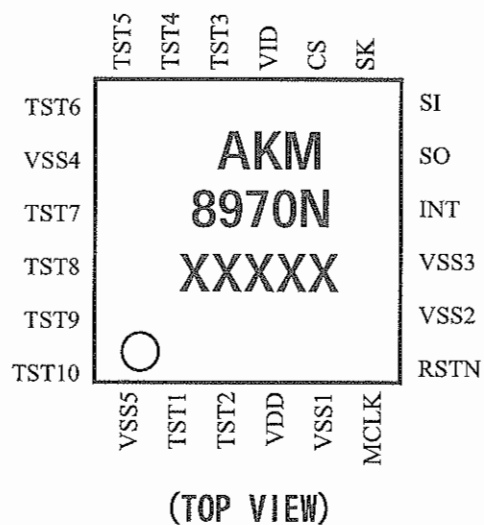 TST5 TST4 TST3 VID CS SK
TST6
VSS4
TST7
TST8
TST9
TST10
AKM
8970N
XXXXX
SI
SO
INT
VSS3
VSS2
RSTN
VSS5 TST1 TST2 VDD VSS1 MCLK
(TOP VIEW)